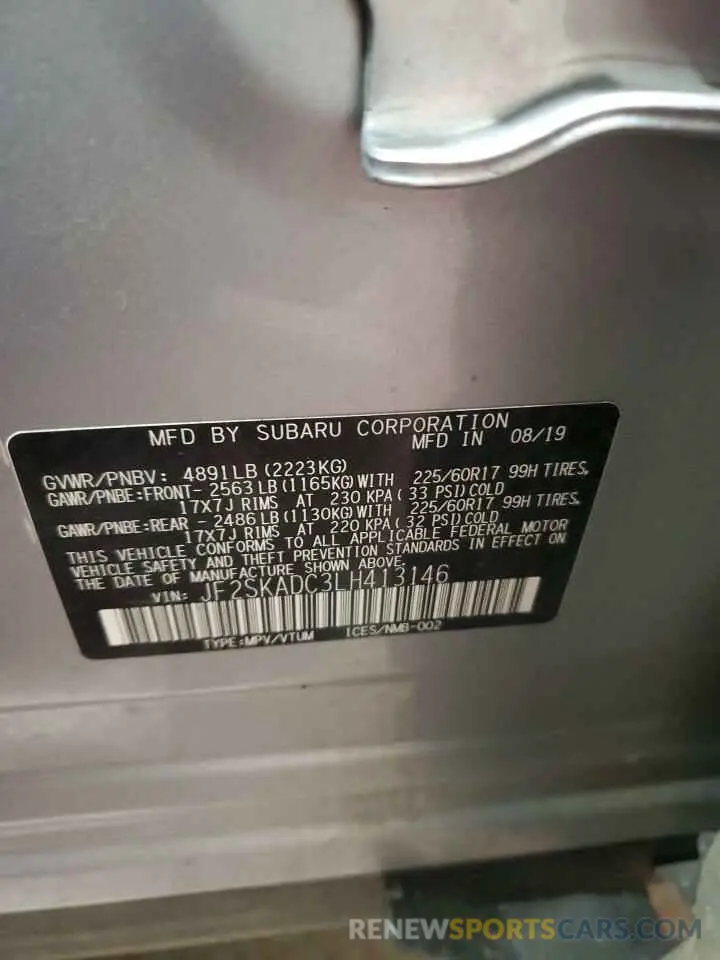 MFD BY SUBARU CORPORATION
MFD IN 08/19
GVWR/PNBV: 4891LB (2223KG)
GAWR/PNBE:FRONT- 2563 LB (1165KG) WITH 225/60R17 99H TIRES,
17X7J RIMS AT 230 KPA ( 33 PSI) COLD
GAWR/PNBE:REAR - 2486 LB (1130KG) WITH 225/60R17 99H TIRES,
17X7J RIMS AT 220 KPA ( 32 PSI) COLD
THIS VEHICLE CONFORMS TO ALL APPLICABLE FEDERAL MOTOR
VEHICLE SAFETY AND THEFT PREVENTION STANDARDS IN EFFECT ON
THE DATE OF MANUFACTURE SHOWN ABOVE.
VIN: JF2SKADC3LH413146
TYPE:MPV/VTUM ICES/NMB-002
RENEWSPORTSCARS.COM